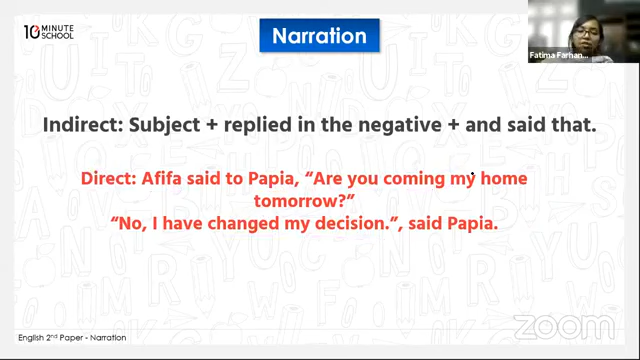 10 MINUTE
SCHOOL
Narration
Fatima Farhan...
Indirect: Subject + replied in the negative + and said that.
Direct: Afifa said to Papia, “Are you coming my home
tomorrow?”
“No, I have changed my decision.”, said Papia.
English 2nd Paper - Narration
zoom